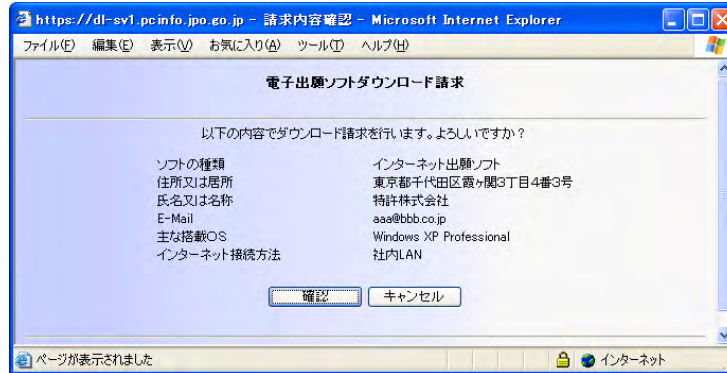 https://dl-sv1.pcinfo.jpo.go.jp - 請求内容確認 - Microsoft Internet Explorer
ファイル(F) 編集(E) 表示(V) お気に入り(A) ツール(T) ヘルプ(H)
電子出願ソフトダウンロード請求
以下の内容でダウンロード請求を行います。よろしいですか?
ソフトの種類 インターネット出願ソフト
住所又は居所 東京都千代田区霞ヶ関3丁目4番3号
氏名又は名称 特許株式会社
E-Mail aaa@bbb.co.jp
主な搭載OS Windows XP Professional
インターネット接続方法 社内LAN
確認 キャンセル
ページが表示されました インターネット